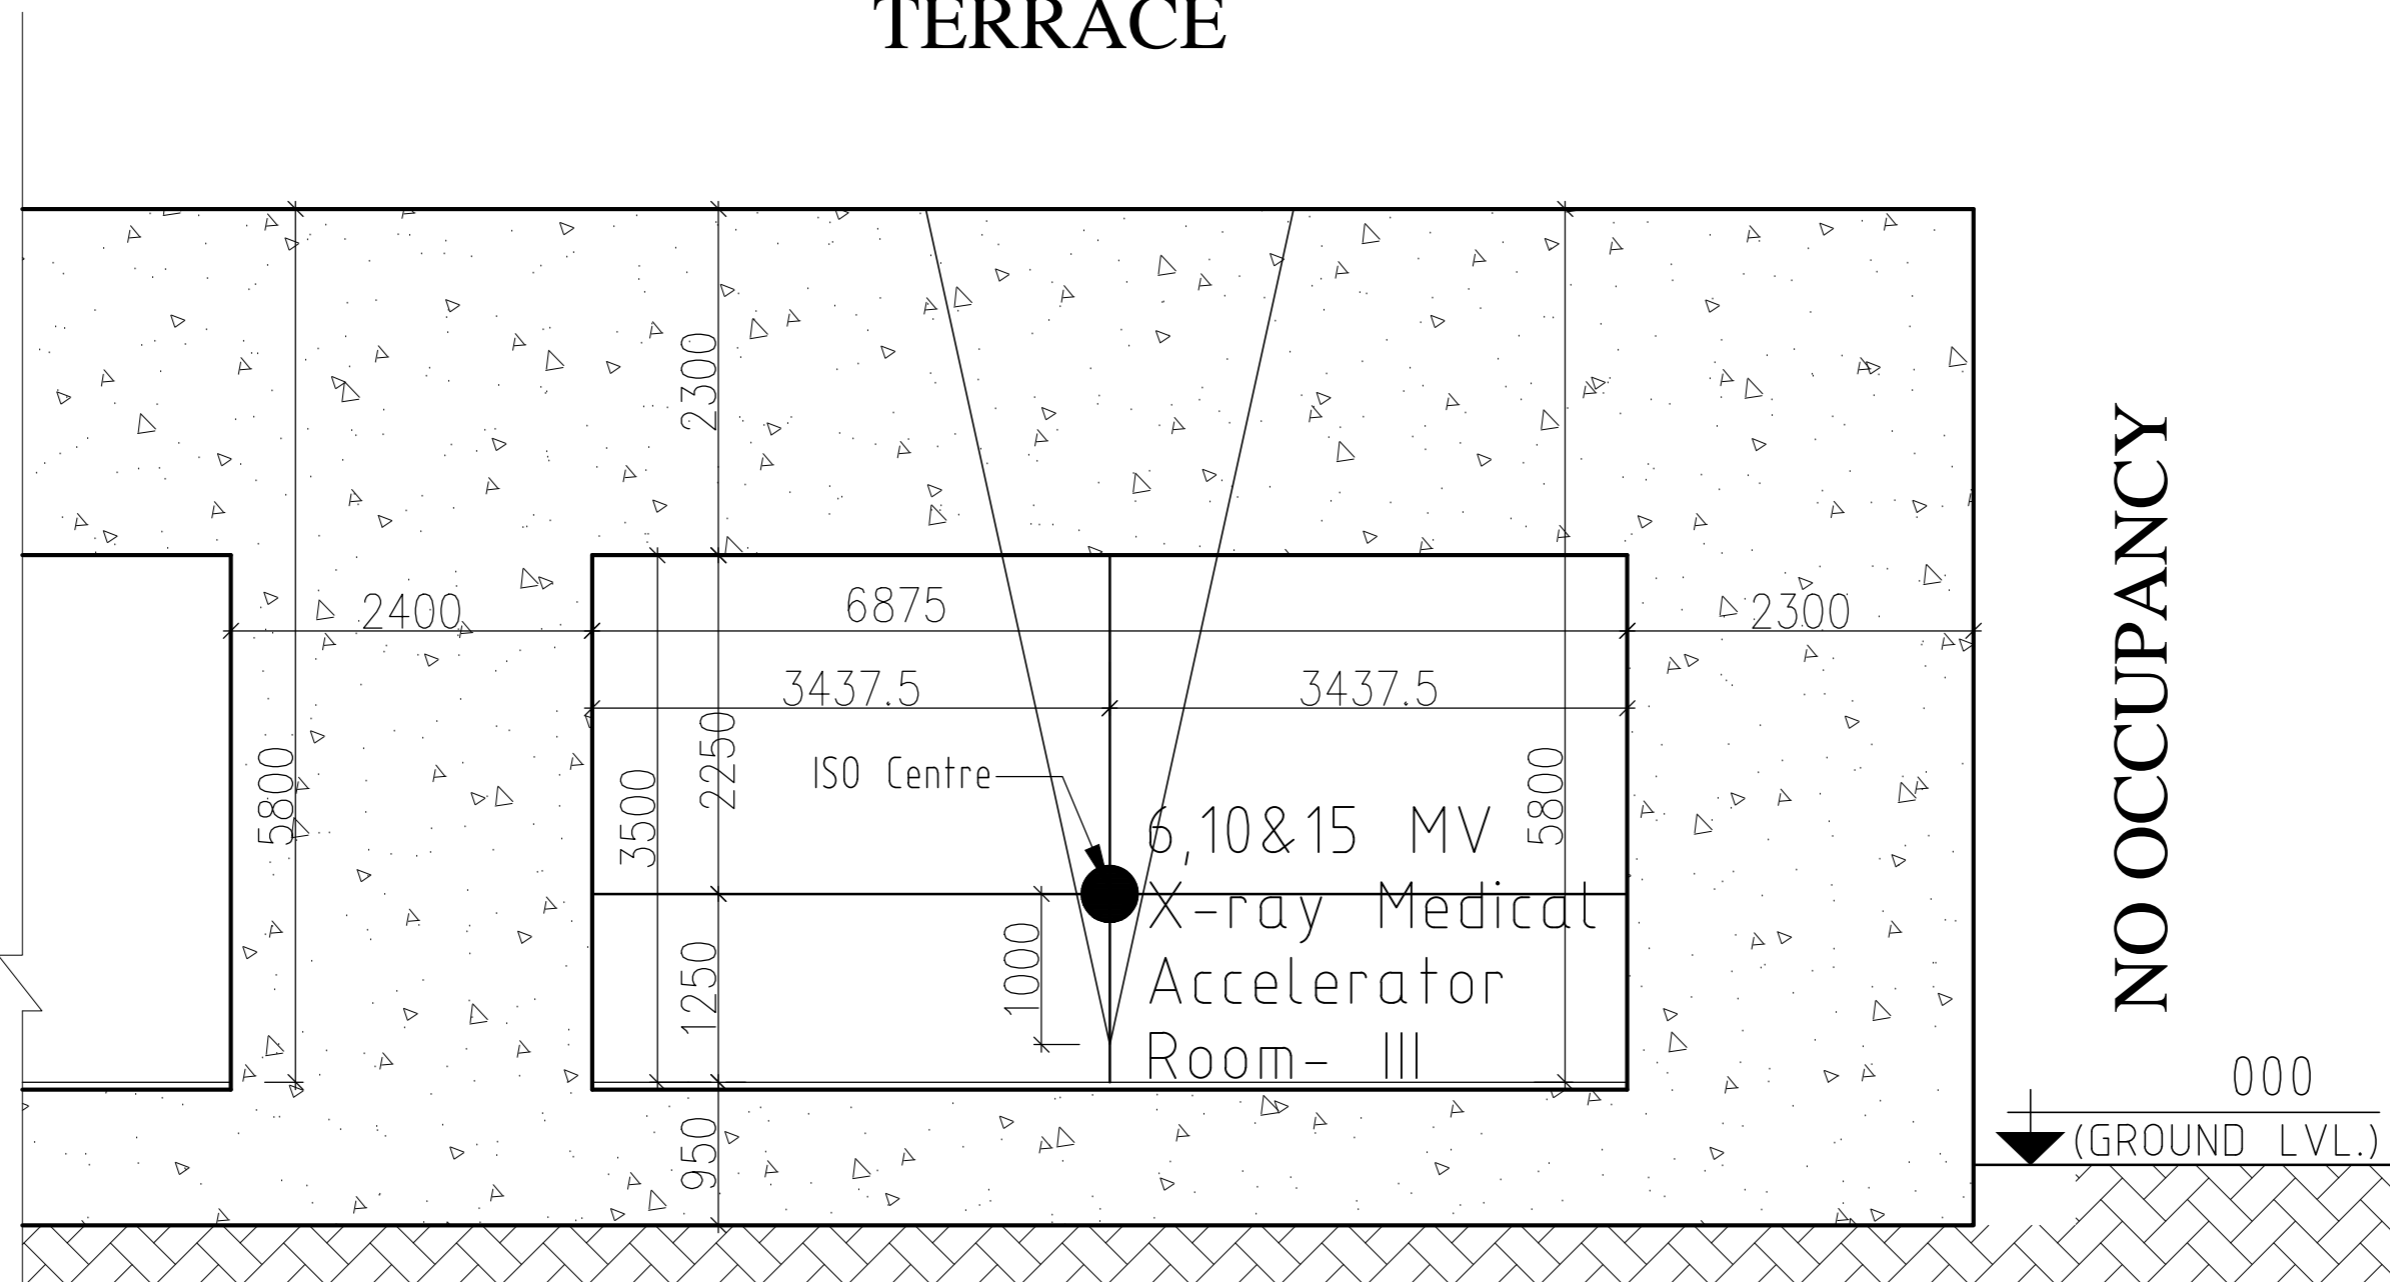 TERRACE
2300
2400
6875
2300
3437.5
3437.5
2250
5800
3500
5800
ISO Centre
6,10&15 MV
X-ray Medical
Accelerator
Room- III
1250
1000
950
NO OCCUPANCY
000
(GROUND LVL.)